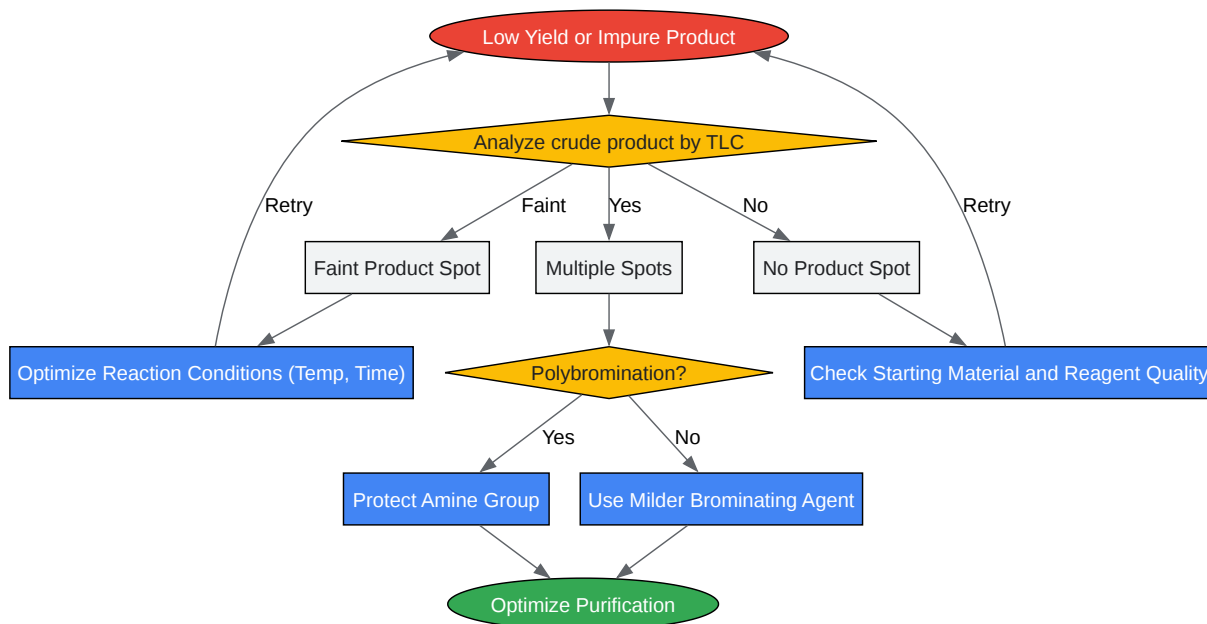 Low Yield or Impure Product
Analyze crude product by TLC
Retry
Faint
Yes
No
Retry
Faint Product Spot
Multiple Spots
No Product Spot
Optimize Reaction Conditions (Temp, Time)
Polybromination?
Check Starting Material and Reagent Quality
Yes
No
Protect Amine Group
Use Milder Brominating Agent
Optimize Purification